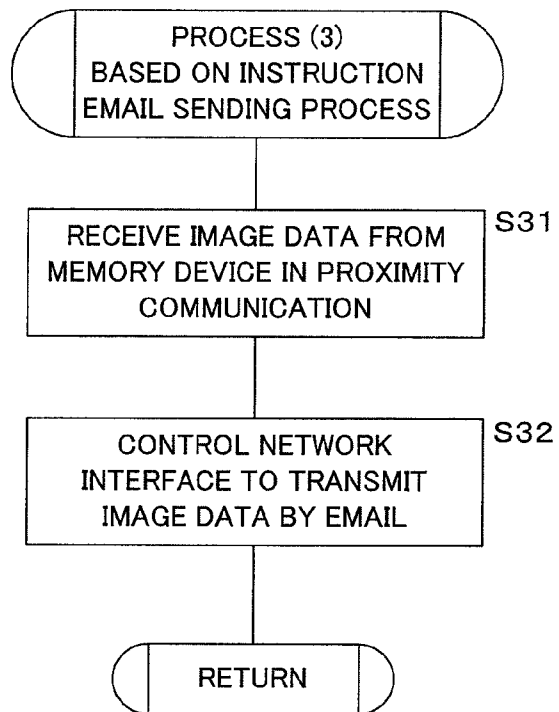 PROCESS (3)
BASED ON INSTRUCTION
EMAIL SENDING PROCESS
S31
RECEIVE IMAGE DATA FROM
MEMORY DEVICE IN PROXIMITY
COMMUNICATION
S32
CONTROL NETWORK
INTERFACE TO TRANSMIT
IMAGE DATA BY EMAIL
RETURN